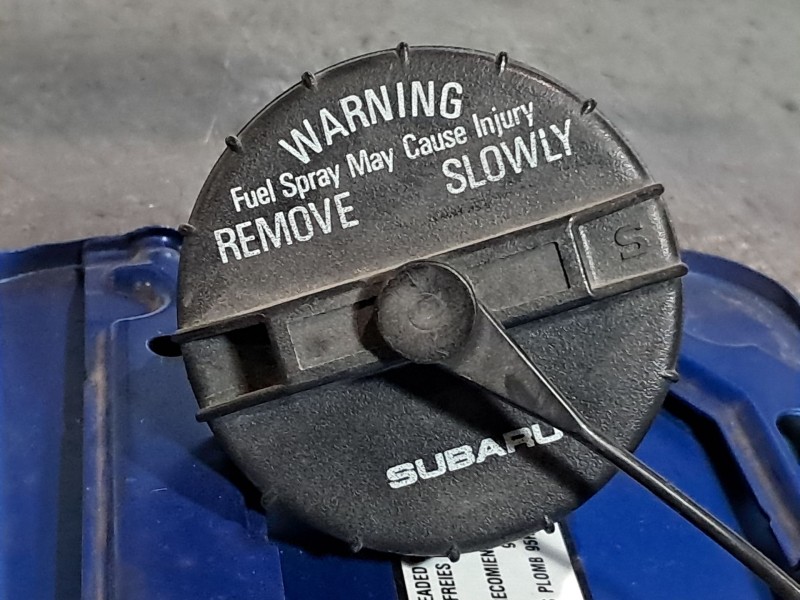 WARNING
Fuel Spray May Cause Injury
REMOVE SLOWLY
S
SUBARU